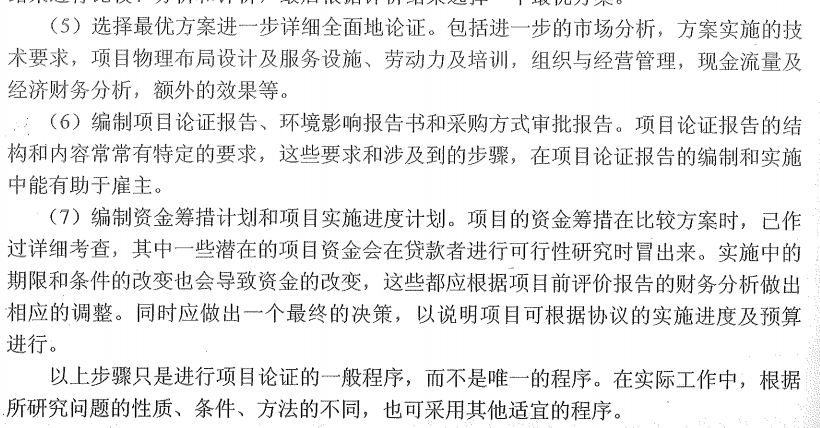 （5）选择最优方案进一步详细全面地论证。包括进一步的市场分析，方案实施的技
术要求，项目物理布局设计及服务设施、劳动力及培训，组织与经营管理，现金流量及
经济财务分析，额外的效果等。
（6）编制项目论证报告、环境影响报告书和采购方式审批报告。项目论证报告的结
构和内容常常有特定的要求，这些要求和涉及到的步骤，在项目论证报告的编制和实施
中能有助于雇主。
（7）编制资金筹措计划和项目实施进度计划。项目的资金筹措在比较方案时，已作
过详细考查，其中一些潜在的项目资金会在贷款者进行可行性研究时冒出来。实施中的
期限和条件的改变也会导致资金的改变，这些都应根据项目前评价报告的财务分析做出
相应的调整。同时应做出一个最终的决策，以说明项目可根据协议的实施进度及预算
进行。
以上步骤只是进行项目论证的一般程序，而不是唯一的程序。在实际工作中，根据
所研究问题的性质、条件、方法的不同，也可采用其他适宜的程序。